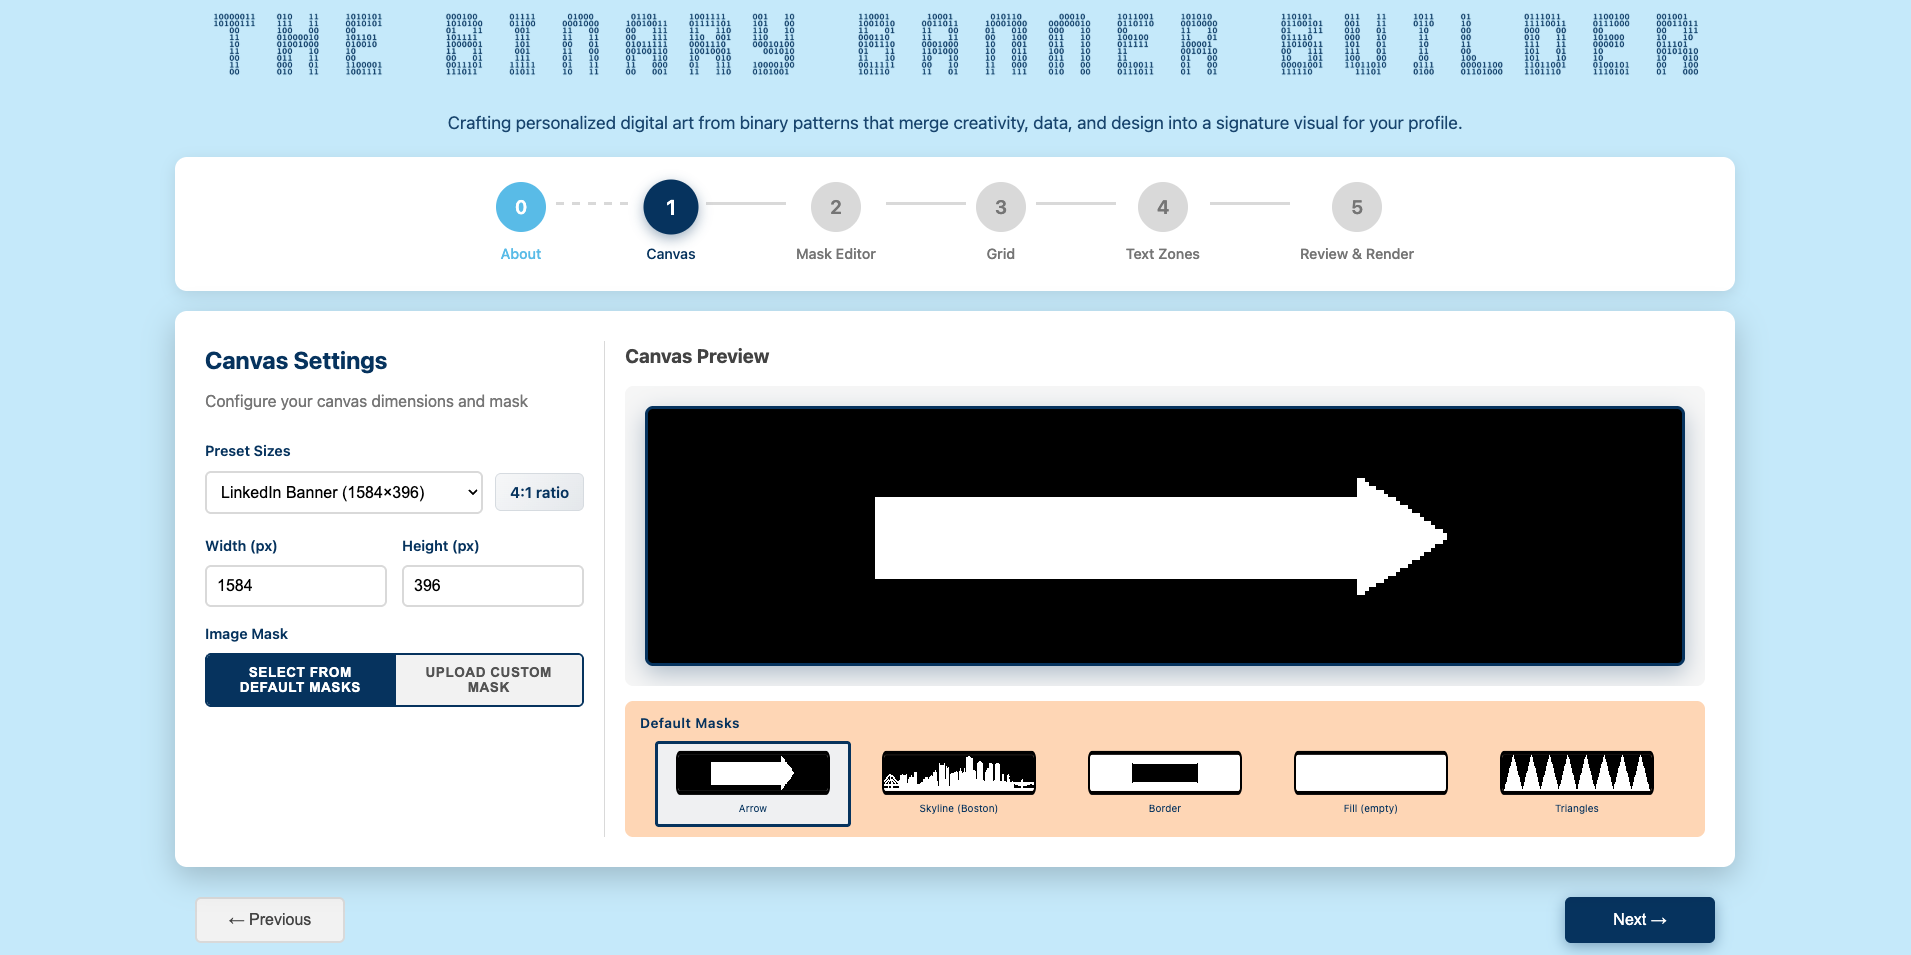 THE BINARY BANNER BUILDER
Crafting personalized digital art from binary patterns that merge creativity, data, and design into a signature visual for your profile.
0
1
2
3
4
5
About
Canvas
Mask Editor
Grid
Text Zones
Review & Render
Canvas Settings
Configure your canvas dimensions and mask
Preset Sizes
LinkedIn Banner (1584×396)
4:1 ratio
Width (px)
Height (px)
1584
396
Image Mask
SELECT FROM
DEFAULT MASKS
UPLOAD CUSTOM
MASK
Canvas Preview
Default Masks
Arrow
Skyline (Boston)
Border
Fill (empty)
Triangles
← Previous
Next →